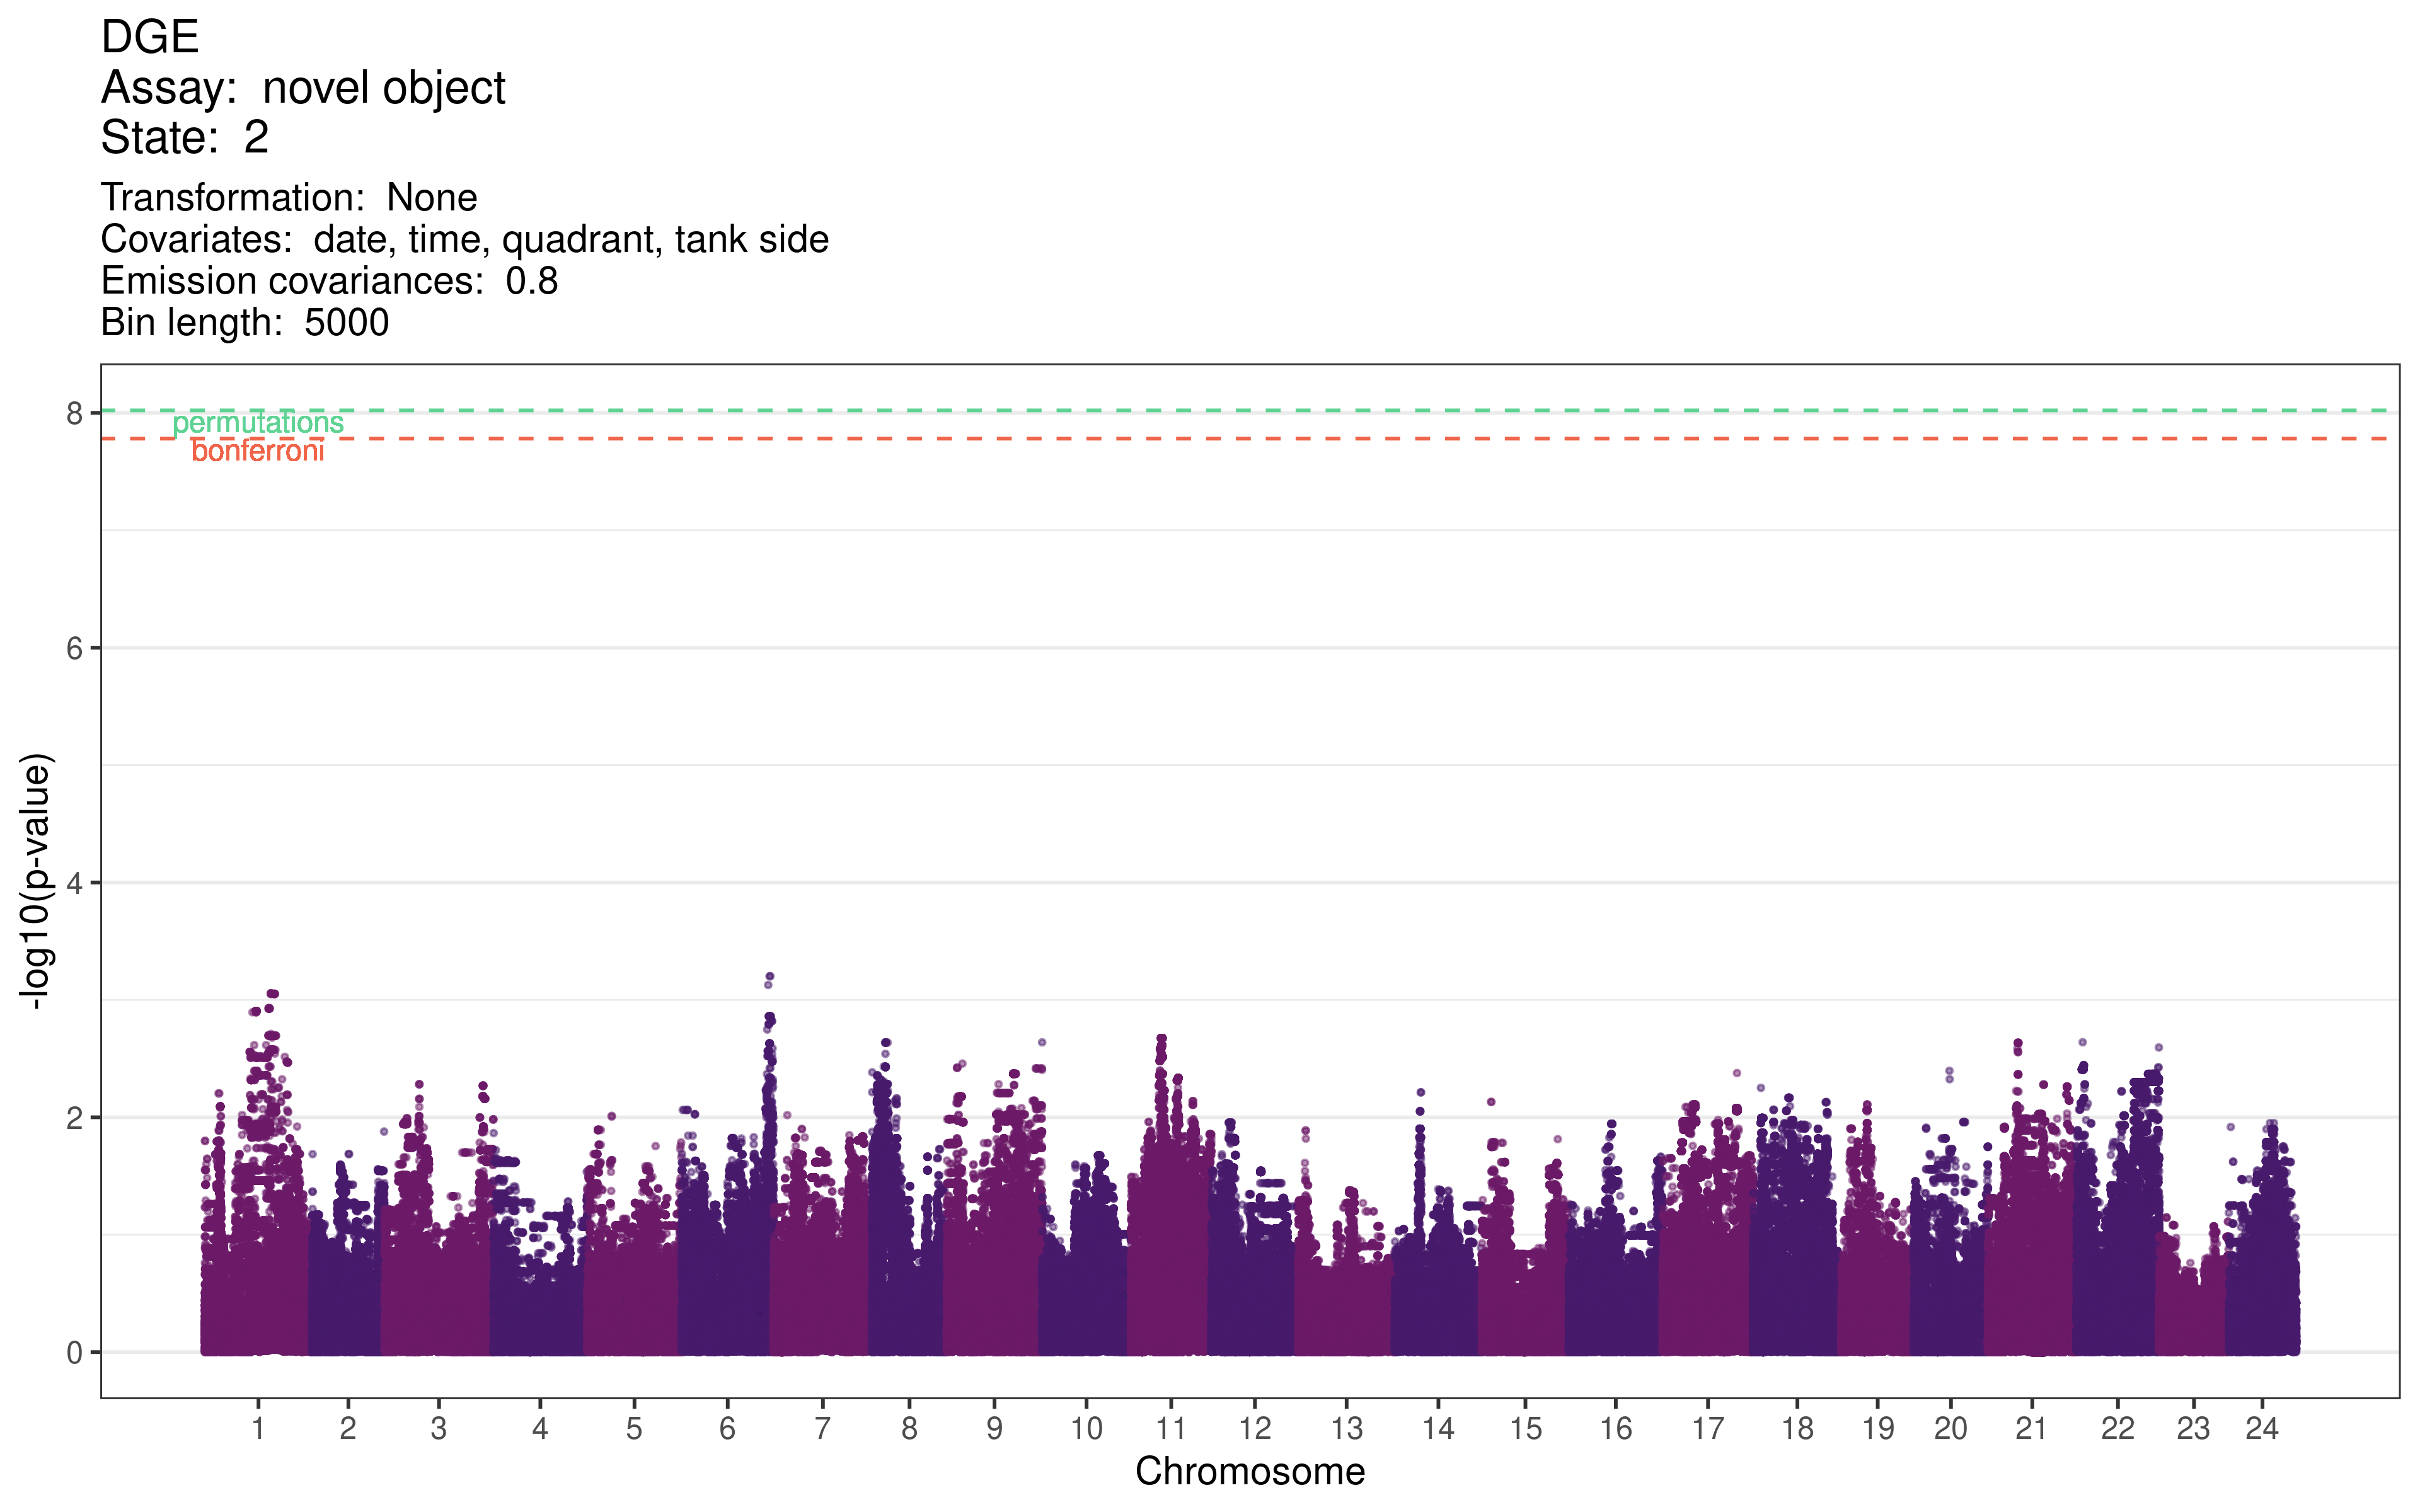 DGE
Assay:  novel object
State:  2
Transformation:  None
Covariates:  date, time, quadrant, tank side
Emission covariances:  0.8
Bin length:  5000
8
permutations
bonferroni
6
-log10(p-value)
4
2
0
1 2 3 4 5 6 7 8 9 10 11 12 13 14 15 16 17 18 19 20 21 22 23 24
Chromosome